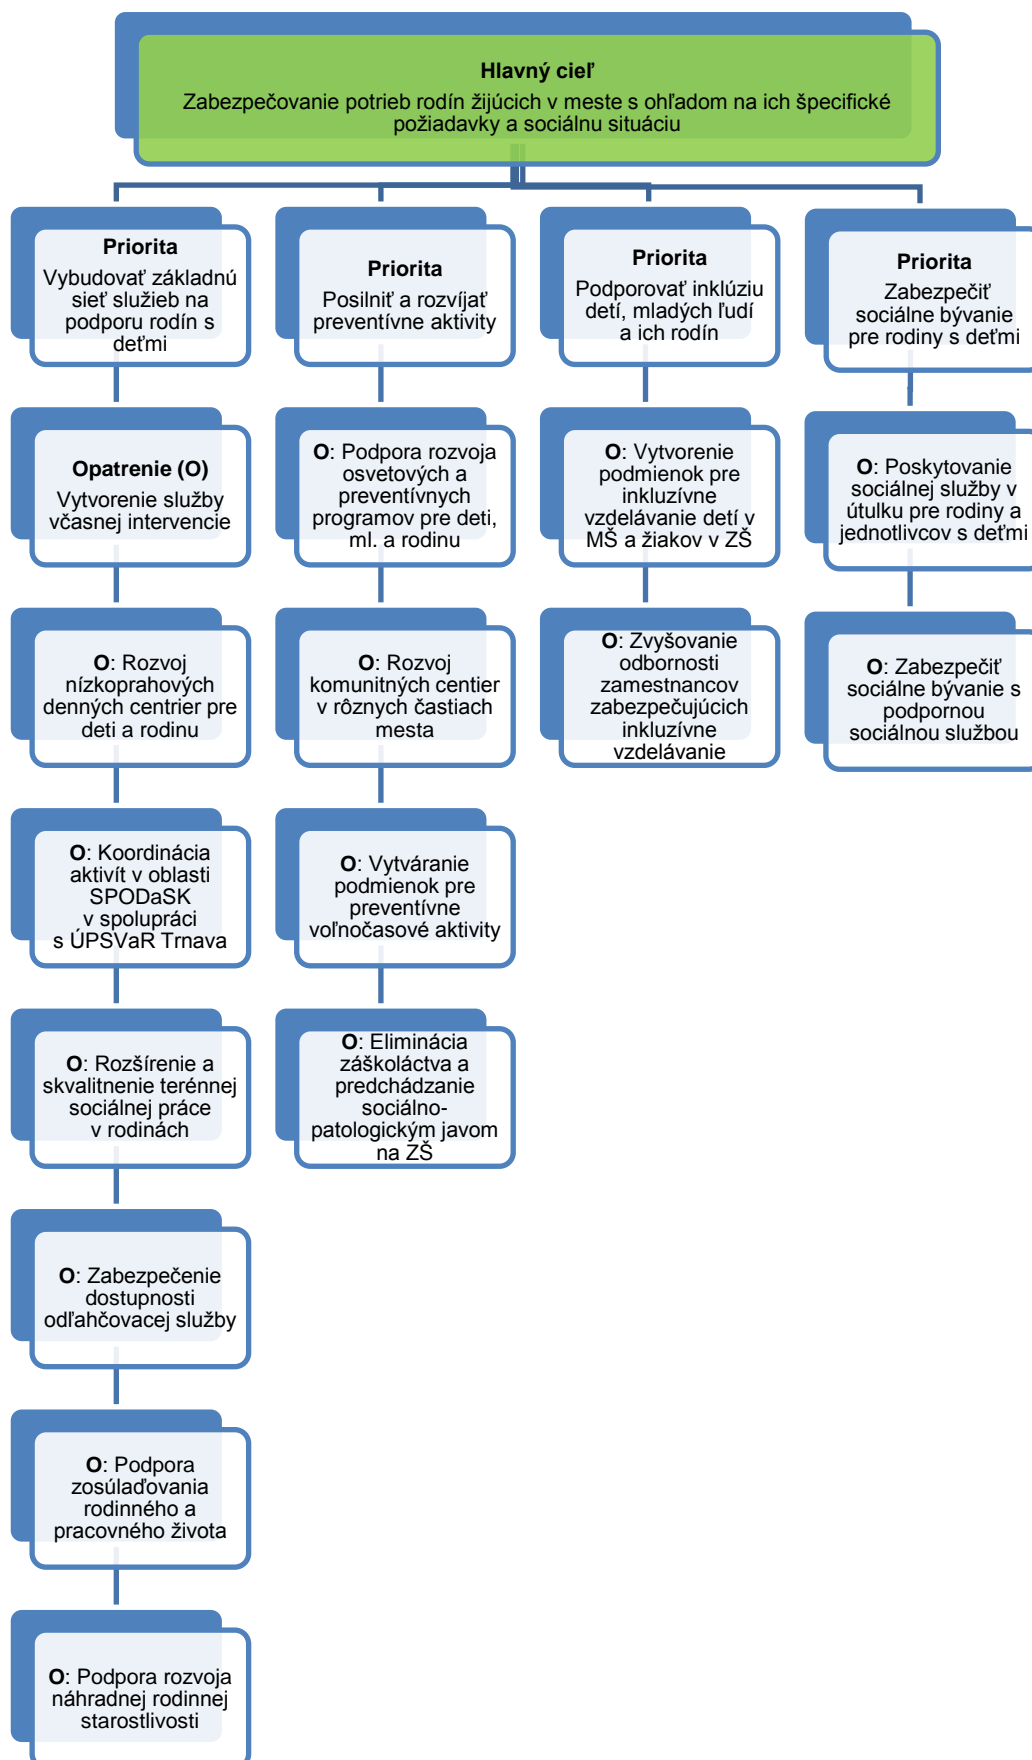 Hlavný cieľ
Zabezpečovanie potrieb rodín žijúcich v meste s ohľadom na ich špecifické
požiadavky a sociálnu situáciu
Priorita
Vybudovať základnú
sieť služieb na
podporu rodín s
deťmi
Opatrenie (O)
Vytvorenie služby
včasnej intervencie
O: Rozvoj
nízkoprahových
denných centrier pre
deti a rodinu
O: Koordinácia
aktivít v oblasti
SPODaSK
v spolupráci
s ÚPSVaR Trnava
O: Rozšírenie a
skvalitnenie terénnej
sociálnej práce
v rodinách
O: Zabezpečenie
dostupnosti
odľahčovacej služby
O: Podpora
zosúlaďovania
rodinného a
pracovného života
O: Podpora rozvoja
náhradnej rodinnej
starostlivosti
Priorita
Posilniť a rozvíjať
preventívne aktivity
O: Podpora rozvoja
osvetových a
preventívnych
programov pre deti,
ml. a rodinu
O: Rozvoj
komunitných centier
v rôznych častiach
mesta
O: Vytváranie
podmienok pre
preventívne
voľnočasové aktivity
O: Eliminácia
záškoláctva a
predchádzanie
sociálno-
patologickým javom
na ZŠ
Priorita
Podporovať inklúziu
detí, mladých ľudí
a ich rodín
O: Vytvorenie
podmienok pre
inkluzívne
vzdelávanie detí v
MŠ a žiakov v ZŠ
O: Zvyšovanie
odbornosti
zamestnancov
zabezpečujúcich
inkluzívne
vzdelávanie
Priorita
Zabezpečiť
sociálne bývanie
pre rodiny s deťmi
O: Poskytovanie
sociálnej služby v
útulku pre rodiny a
jednotlivcov s deťmi
O: Zabezpečiť
sociálne bývanie s
podpornou
sociálnou službou